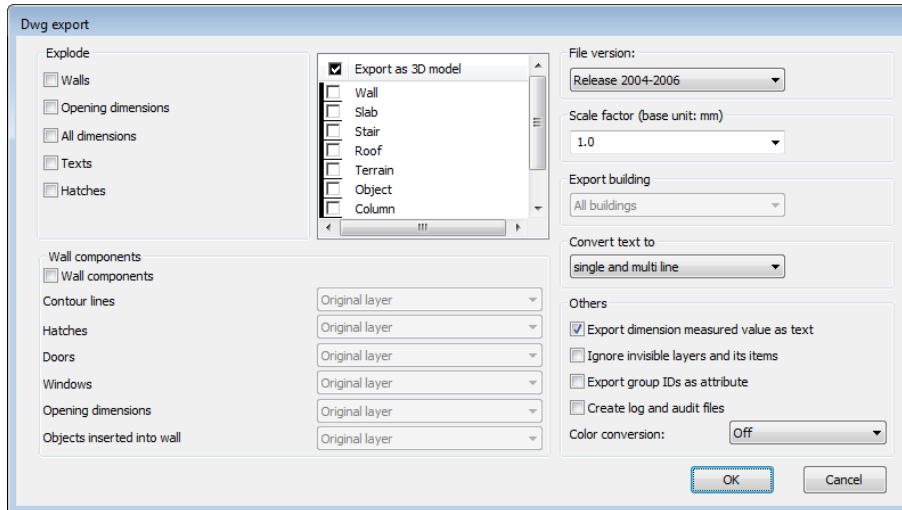 Dwg export
Explode
Walls
Opening dimensions
All dimensions
Texts
Hatches
Export as 3D model
Wall
Slab
Stair
Roof
Terrain
Object
Column
Wall components
Wall components
Contour lines
Original layer
Hatches
Original layer
Doors
Original layer
Windows
Original layer
Opening dimensions
Original layer
Objects inserted into wall
Original layer
File version:
Release 2004-2006
Scale factor (base unit: mm)
1.0
Export building
All buildings
Convert text to
single and multi line
Others
Export dimension measured value as text
Ignore invisible layers and its items
Export group IDs as attribute
Create log and audit files
Color conversion:
Off
OK
Cancel